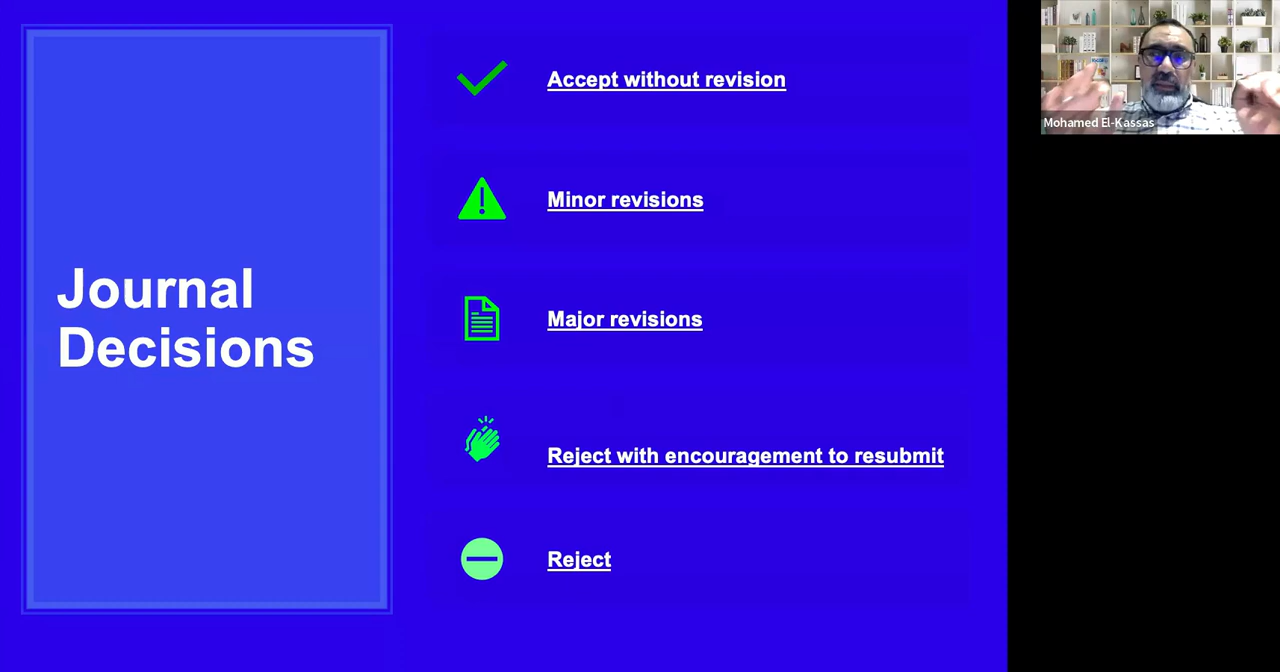 Journal
Decisions
Accept without revision
Minor revisions
Major revisions
Reject with encouragement to resubmit
Reject
Mohamed El-Kassas